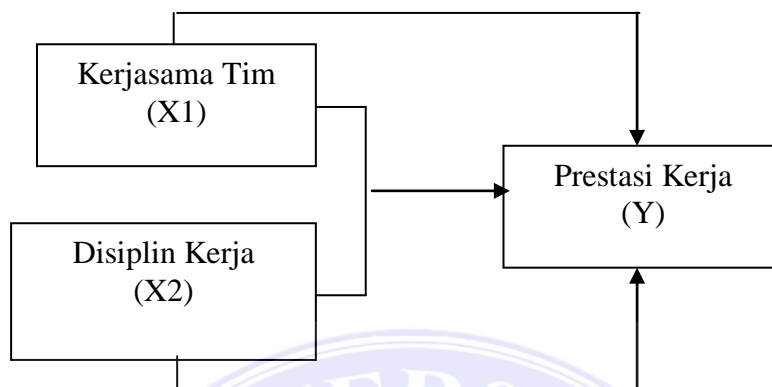 Kerjasama Tim
(X1)
Prestasi Kerja
(Y)
Disiplin Kerja
(X2)